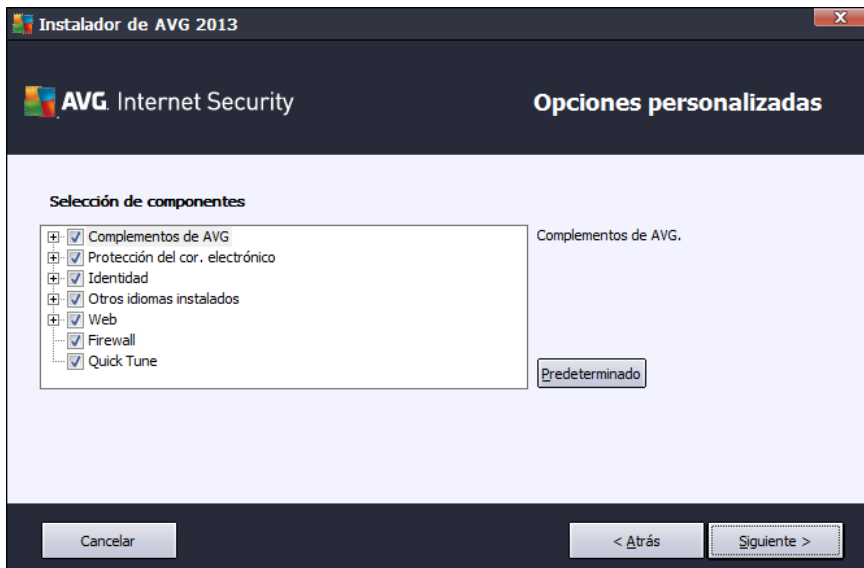 Instalador de AVG 2013
AVG. Internet Security
Opciones personalizadas
Selección de componentes
Complementos de AVG
Protección del cor. electrónico
Identidad
Otros idiomas instalados
Web
Firewall
Quick Tune
Complementos de AVG.
Predeterminado
Cancelar
< Atrás
Siguiente >